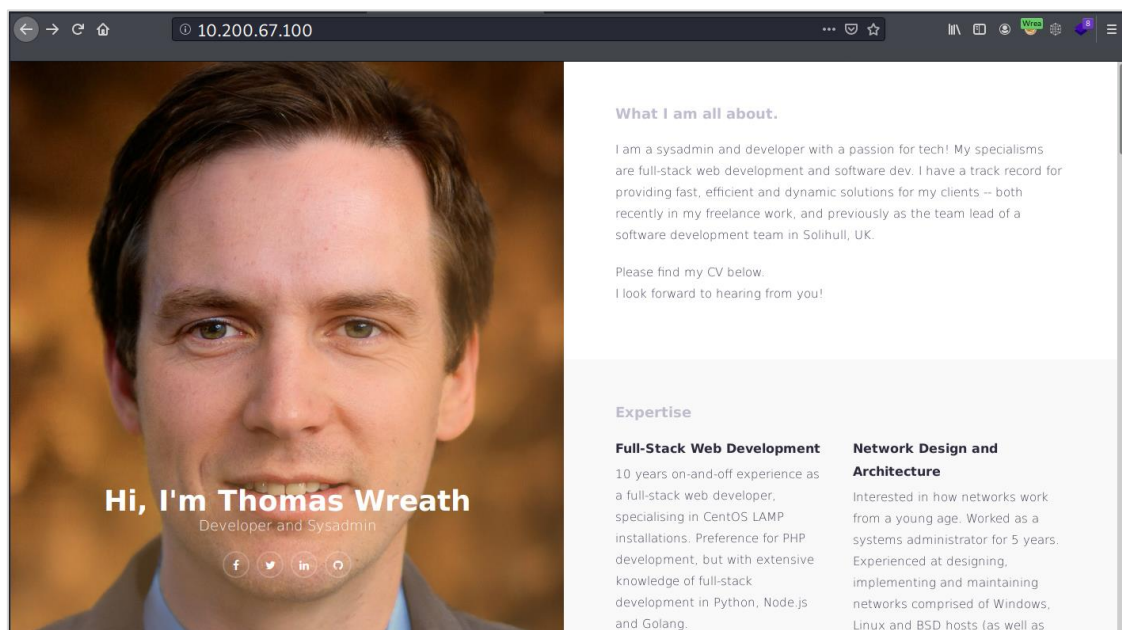 10.200.67.100
Wrea
8
What I am all about.
I am a sysadmin and developer with a passion for tech! My specialisms
are full-stack web development and software dev. I have a track record for
providing fast, efficient and dynamic solutions for my clients -- both
recently in my freelance work, and previously as the team lead of a
software development team in Solihull, UK.
Please find my CV below.
I look forward to hearing from you!
Hi, I'm Thomas Wreath
Developer and Sysadmin
Expertise
Full-Stack Web Development
10 years on-and-off experience as
a full-stack web developer,
specialising in CentOS LAMP
installations. Preference for PHP
development, but with extensive
knowledge of full-stack
development in Python, Node.js
and Golang.
Network Design and
Architecture
Interested in how networks work
from a young age. Worked as a
systems administrator for 5 years.
Experienced at designing,
implementing and maintaining
networks comprised of Windows,
Linux and BSD hosts (as well as